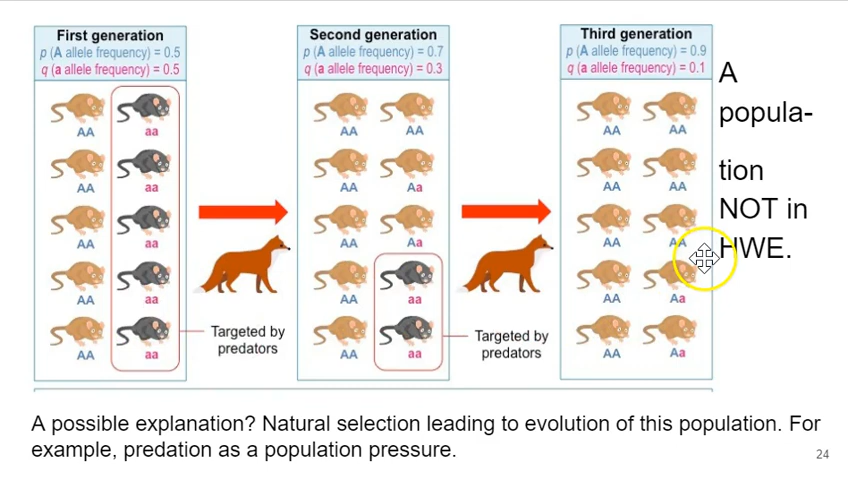 First generation
p (A allele frequency) = 0.5
q (a allele frequency) = 0.5
AA aa
AA aa
AA aa
AA aa
AA aa
Targeted by
predators
Second generation
p (A allele frequency) = 0.7
q (a allele frequency) = 0.3
AA AA
AA Aa
AA Aa
AA aa
AA aa
Targeted by
predators
Third generation
p (A allele frequency) = 0.9
q (a allele frequency) = 0.1
AA AA
AA AA
AA AA
AA Aa
AA Aa
A
popula-
tion
NOT in
HWE.
A possible explanation? Natural selection leading to evolution of this population. For
example, predation as a population pressure.
24